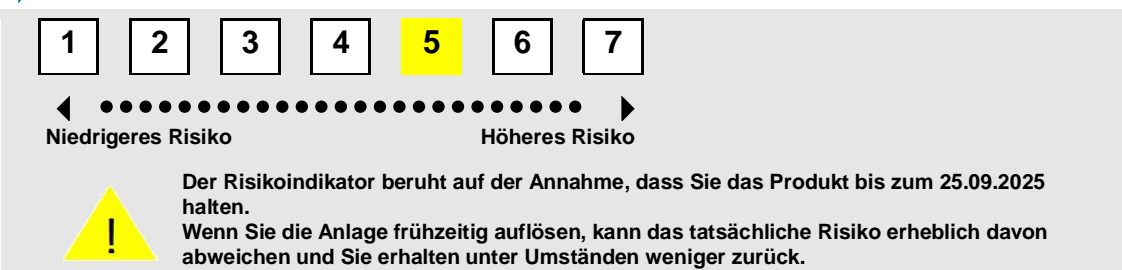 1 2 3 4 5 6 7
Niedrigeres Risiko Höheres Risiko
Der Risikoindikator beruht auf der Annahme, dass Sie das Produkt bis zum 25.09.2025
halten.
Wenn Sie die Anlage frühzeitig auflösen, kann das tatsächliche Risiko erheblich davon
abweichen und Sie erhalten unter Umständen weniger zurück.
!